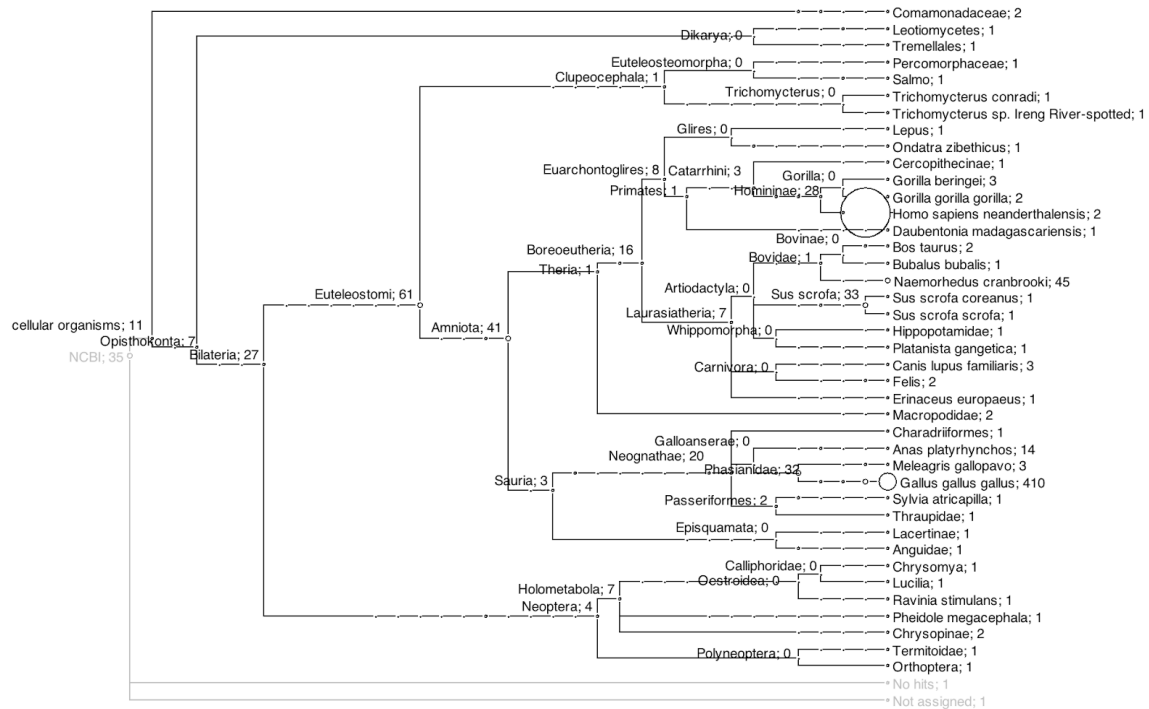 Comamonadaceae; 2
Leotiomycetes; 1
Dikarya; 0
Tremellales; 1
Euteleosteomorpha; 0
Percomorphaceae; 1
Clupeocephala; 1
Salmo; 1
Trichomycterus; 0
Trichomycterus conradi; 1
Trichomycterus sp. Ireng River-spotted; 1
Glires; 0
Lepus; 1
Ondatra zibethicus; 1
Euarchontoglires; 8
Catarrhini; 3
Cercopithecinae; 1
Gorilla; 0
Gorilla beringei; 3
Primates; 1
Homininae; 28
Gorilla gorilla gorilla; 2
Homo sapiens neanderthalensis; 2
Daubentonia madagascariensis; 1
Bovinae; 0
Bos taurus; 2
Boreoeutheria; 16
Bovidae; 1
Bubalus bubalis; 1
Theria; 1
Naemorhedus cranbrooki; 45
Artiodactyla; 0
Euteleostomi; 61
Sus scrofa; 33
Sus scrofa coreanus; 1
Laurasiatheria; 7
Sus scrofa scrofa; 1
cellular organisms; 11
Amniota; 41
Whippomorpha; 0
Hippopotamidae; 1
Opisthokonta; 7
Platanista gangetica; 1
NCBI; 35
Bilateria; 27
Carnivora; 0
Canis lupus familiaris; 3
Felis; 2
Erinaceus europaeus; 1
Macropodidae; 2
Charadriiformes; 1
Galloanserae; 0
Anas platyrhynchos; 14
Neognathae; 20
Phasianidae; 32
Meleagris gallopavo; 3
Sauria; 3
Gallus gallus gallus; 410
Passeriformes; 2
Sylvia atricapilla; 1
Thraupidae; 1
Episquamata; 0
Lacertinae; 1
Anguidae; 1
Calliphoridae; 0
Chrysomya; 1
Oestroidea; 0
Lucilia; 1
Holometabola; 7
Ravinia stimulans; 1
Neoptera; 4
Pheidole megacephala; 1
Chrysopinae; 2
Polyneoptera; 0
Termitoidae; 1
Orthoptera; 1
No hits; 1
Not assigned; 1